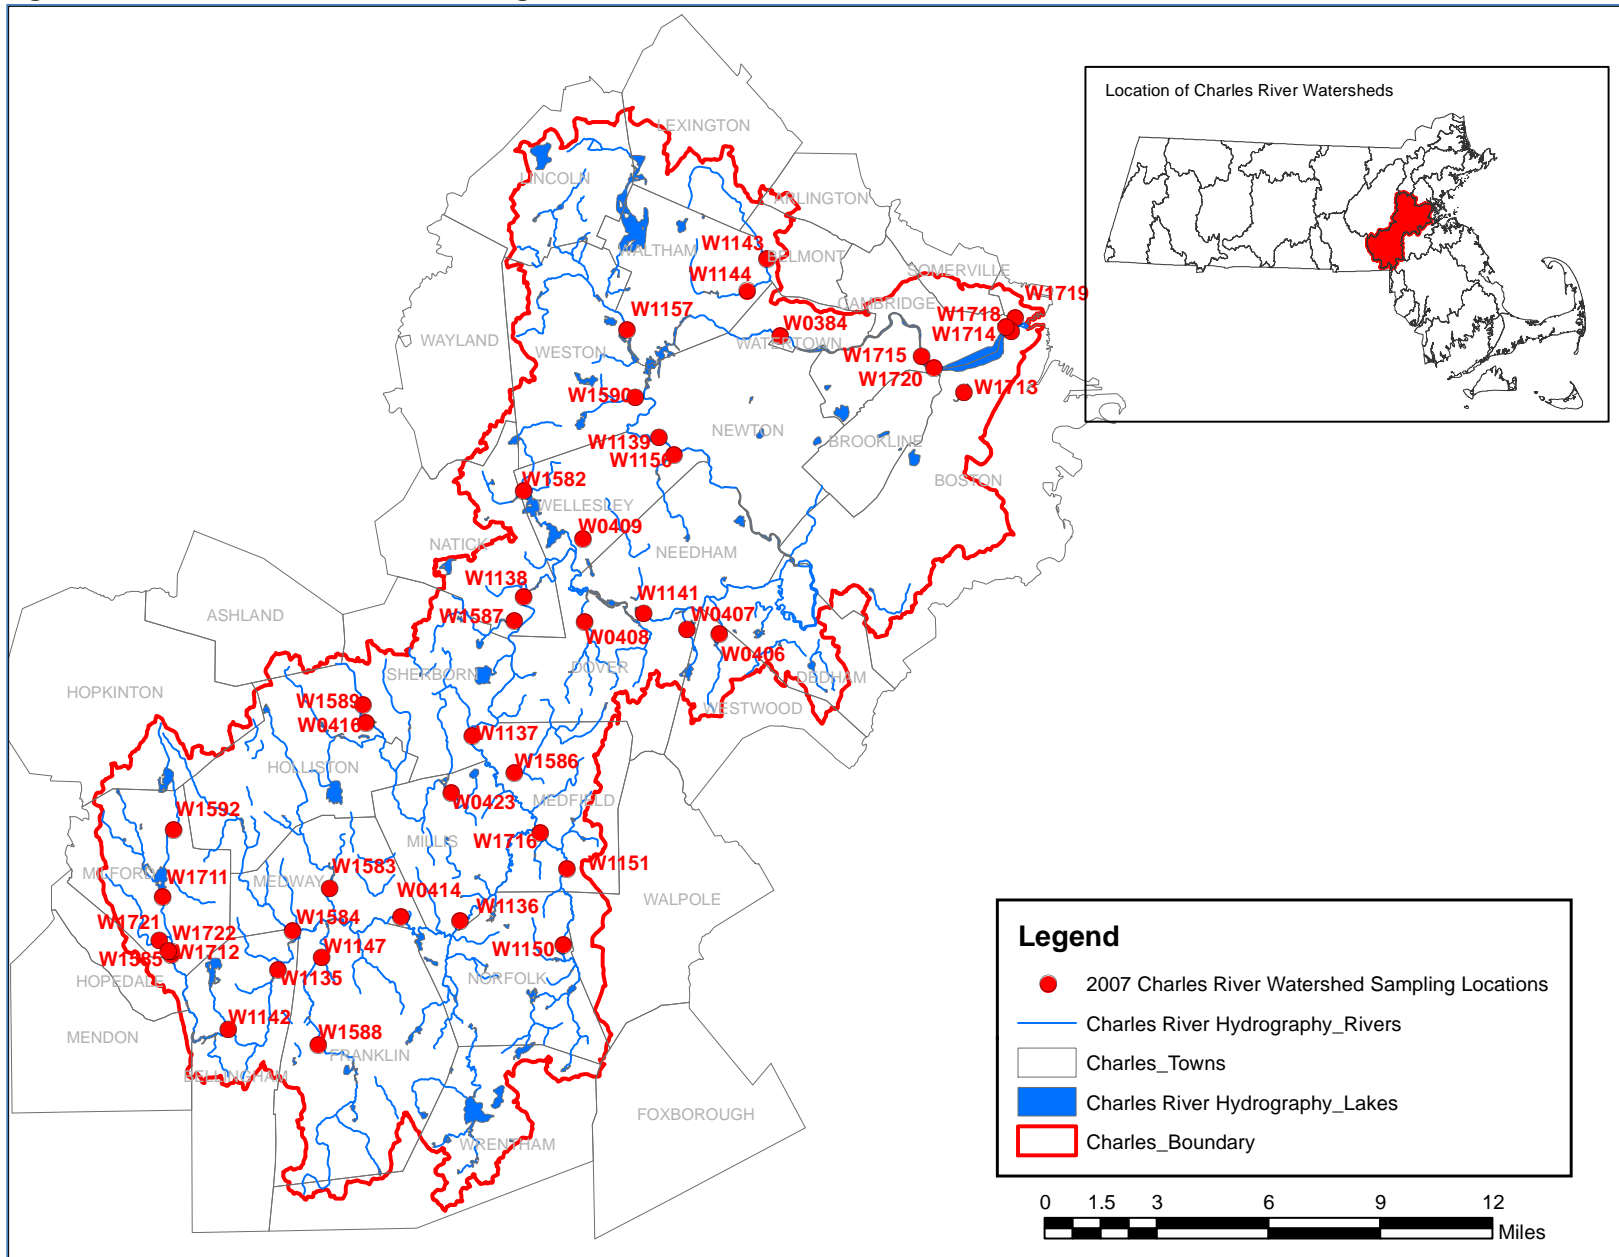 Location of Charles River Watersheds
LEXINGTON
LINCOLN
ARLINGTON
WALTHAM
W1143
BELMONT
W1144
SOMERVILLE
W1719
CAMBRIDGE
W1718
W1714
W1157
W0384
WATERTOWN
WAYLAND
WESTON
W1715
W1720
W1713
W1590
NEWTON
W1139
BROOKLINE
W1156
W1582
BOSTON
WELLESLEY
W0409
NATICK
NEEDHAM
W1138
W1141
ASHLAND
W1587
W0407
W0408
W0406
SHERBORN
DOVER
DEDHAM
HOPKINTON
W1589
WESTWOOD
W0416
W1137
W1586
HOLLISTON
W0423
MEDFIELD
W1592
MILLIS
W1716
W1583
W1151
MILFORD
W1711
MEDWAY
WALPOLE
W0414
W1136
W1721
W1584
W1722
W1712
W1150
W1585
W1147
HOPEDALE
W1135
NORFOLK
W1142
MENDON
W1588
FRANKLIN
BELLINGHAM
FOXBOROUGH
WRENTHAM
Legend
2007 Charles River Watershed Sampling Locations
Charles River Hydrography_Rivers
Charles_Towns
Charles River Hydrography_Lakes
Charles_Boundary
0 1.5 3 6 9 12
Miles